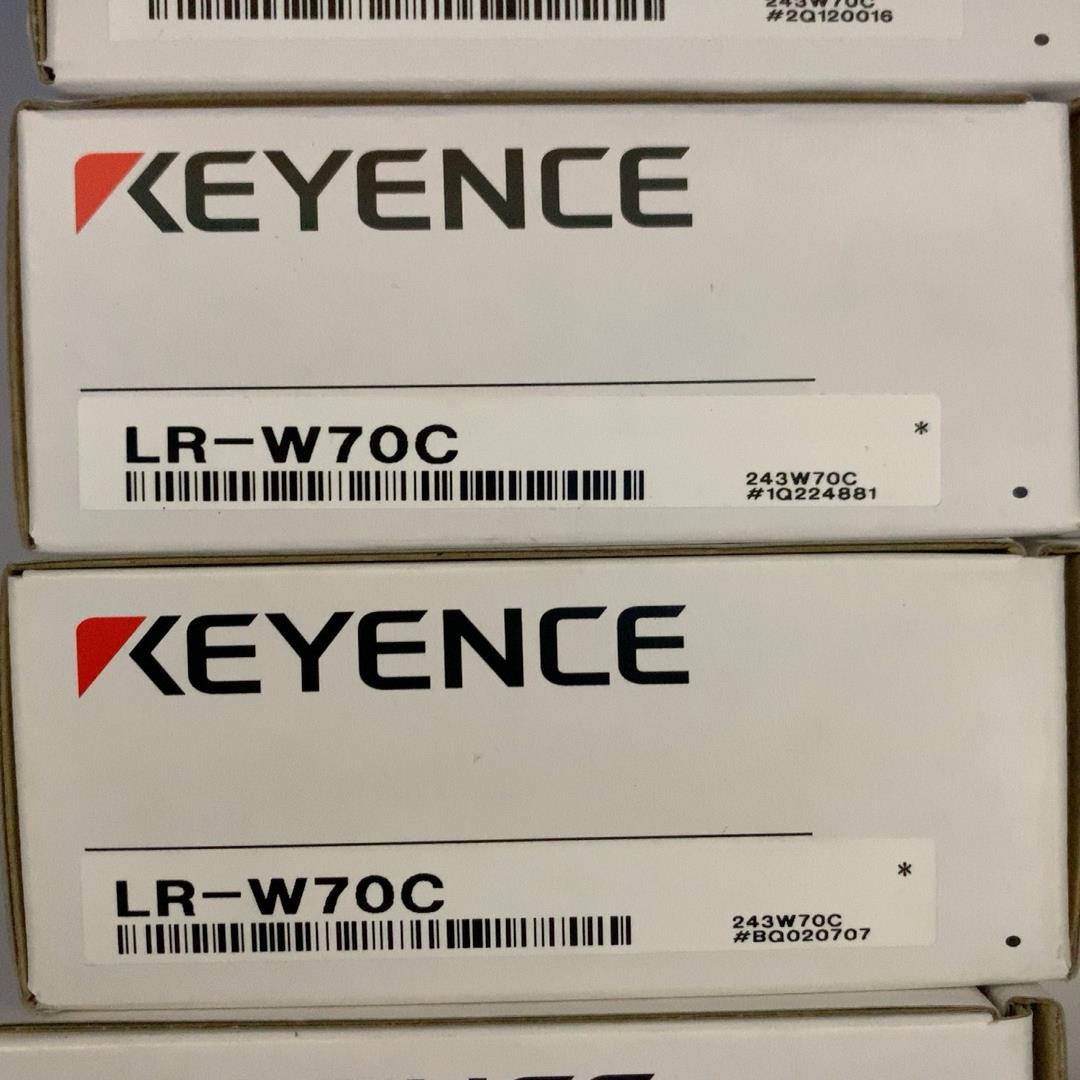 243W70C
#2Q120016
KEYENCE
LR-W70C
*
243W70C
#1Q224881
KEYENCE
LR-W70C
*
243W70C
#BQ020707